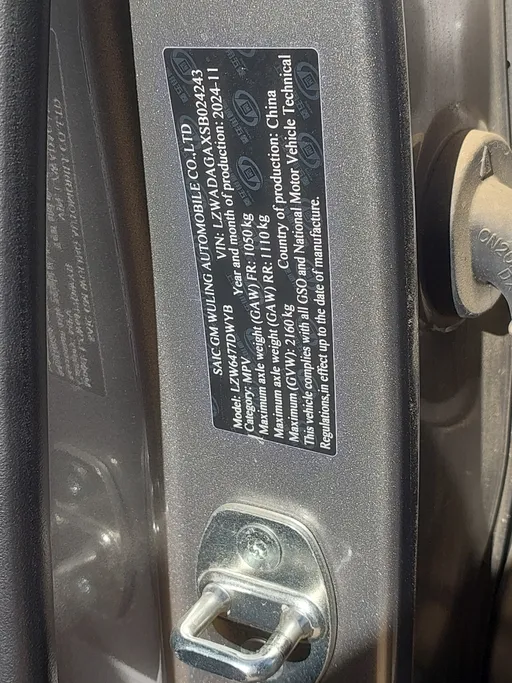 SAIC GM WULING AUTOMOBILE CO.,LTD
VIN: LZWADAGAXSB024243
Model: LZW6477DWYB Year and month of production: 2024-11
Category: MPV
Maximum axle weight (GAW) FR: 1050 kg
Maximum axle weight (GAW) RR: 1110 kg Country of production: China
Maximum (GVW): 2160 kg
This vehicle complies with all GSO and National Motor Vehicle Technical
Regulations,in effect up to the date of manufacture.